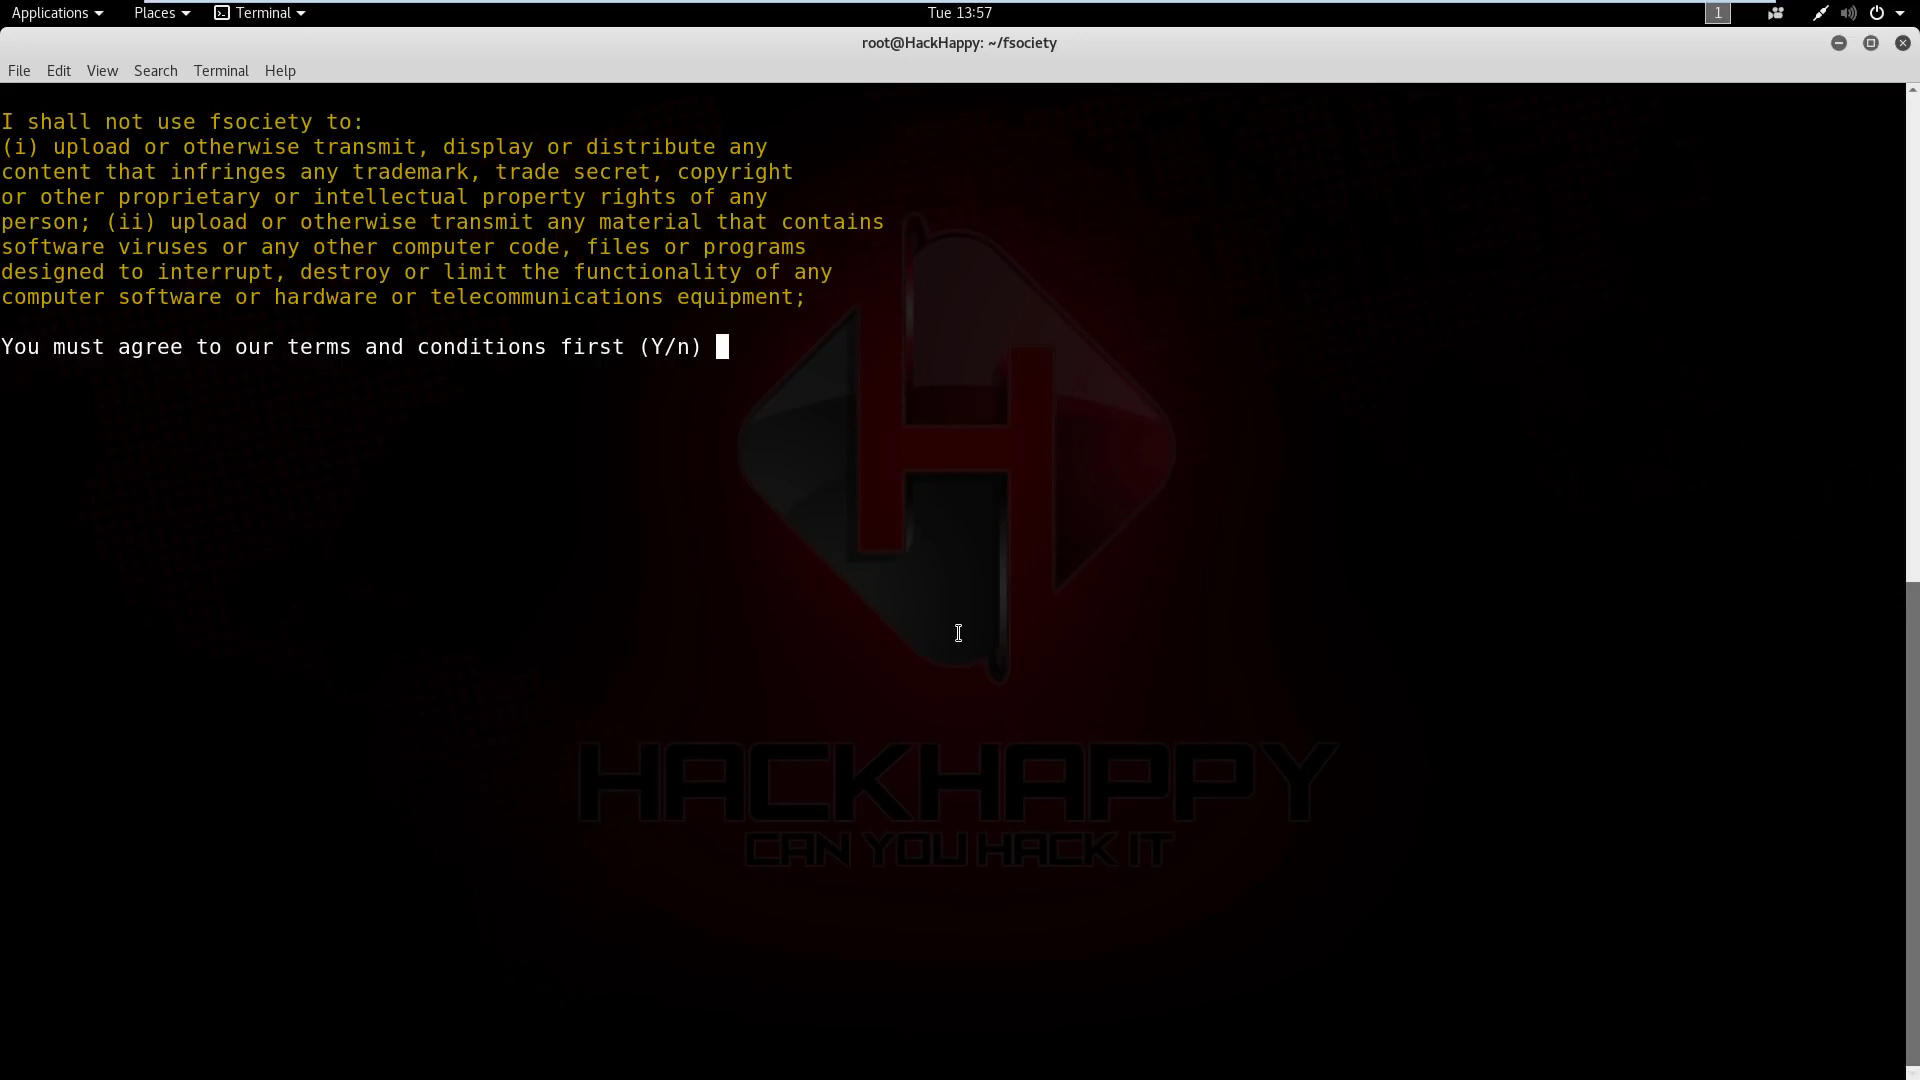 Applications Places Terminal Tue 13:57 1
root@HackHappy: ~/fsociety
File Edit View Search Terminal Help
I shall not use fsociety to:
(i) upload or otherwise transmit, display or distribute any
content that infringes any trademark, trade secret, copyright
or other proprietary or intellectual property rights of any
person; (ii) upload or otherwise transmit any material that contains
software viruses or any other computer code, files or programs
designed to interrupt, destroy or limit the functionality of any
computer software or hardware or telecommunications equipment;
You must agree to our terms and conditions first (Y/n)
H
HACKHAPPY
CAN YOU HACK IT